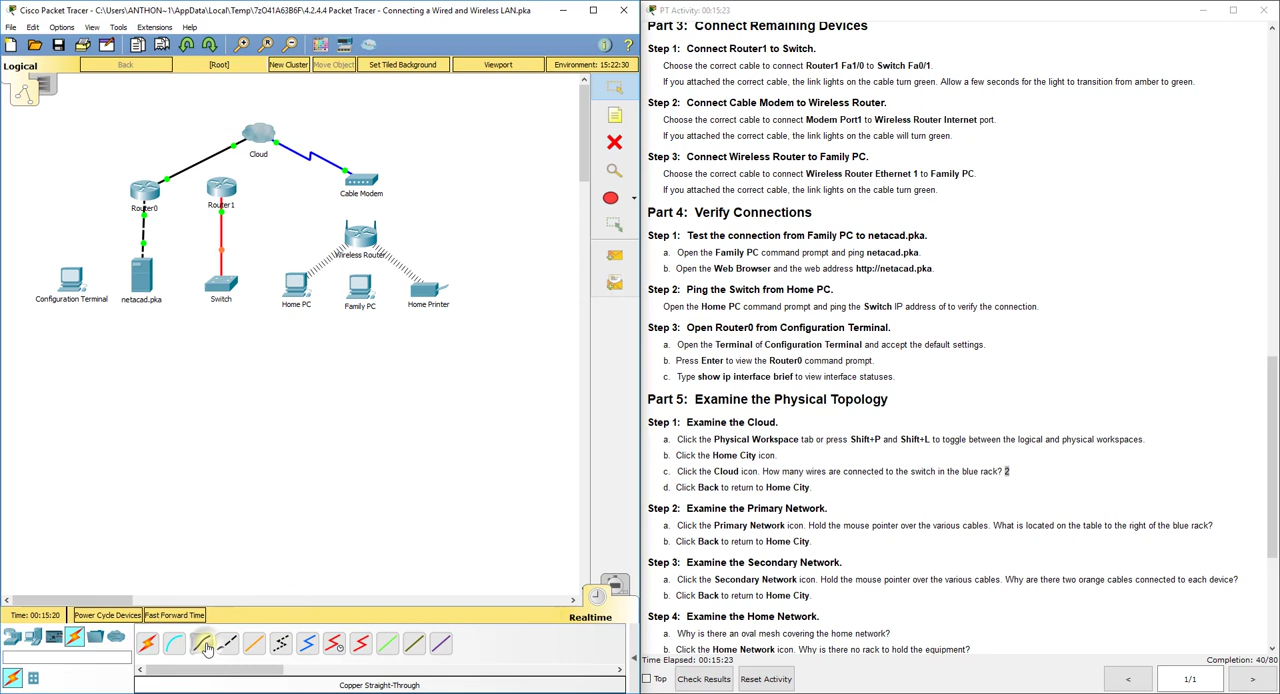 Cisco Packet Tracer - C:\Users\ANTHON~1\AppData\Local\Temp\7zO41A63B6F\4.2.4.4 Packet Tracer - Connecting a Wired and Wireless LAN.pka
File Edit Options View Tools Extensions Help
Logical Back [Root] New Cluster Move Object Set Tiled Background Viewport Environment: 15:22:30
Cloud
Cable Modem
Router0
Router1
Wireless Router
Configuration Terminal
netacad.pka
Switch
Home PC
Family PC
Home Printer
Time: 00:15:20 Power Cycle Devices Fast Forward Time Realtime
Copper Straight-Through
PT Activity: 00:15:23
Part 3: Connect Remaining Devices
Step 1: Connect Router1 to Switch.
Choose the correct cable to connect Router1 Fa1/0 to Switch Fa0/1.
If you attached the correct cable, the link lights on the cable turn green. Allow a few seconds for the light to transition from amber to green.
Step 2: Connect Cable Modem to Wireless Router.
Choose the correct cable to connect Modem Port1 to Wireless Router Internet port.
If you attached the correct cable, the link lights on the cable will turn green.
Step 3: Connect Wireless Router to Family PC.
Choose the correct cable to connect Wireless Router Ethernet 1 to Family PC.
If you attached the correct cable, the link lights on the cable turn green.
Part 4: Verify Connections
Step 1: Test the connection from Family PC to netacad.pka.
a. Open the Family PC command prompt and ping netacad.pka.
b. Open the Web Browser and the web address http://netacad.pka.
Step 2: Ping the Switch from Home PC.
Open the Home PC command prompt and ping the Switch IP address of to verify the connection.
Step 3: Open Router0 from Configuration Terminal.
a. Open the Terminal of Configuration Terminal and accept the default settings.
b. Press Enter to view the Router0 command prompt.
c. Type show ip interface brief to view interface statuses.
Part 5: Examine the Physical Topology
Step 1: Examine the Cloud.
a. Click the Physical Workspace tab or press Shift+P and Shift+L to toggle between the logical and physical workspaces.
b. Click the Home City icon.
c. Click the Cloud icon. How many wires are connected to the switch in the blue rack? 2
d. Click Back to return to Home City.
Step 2: Examine the Primary Network.
a. Click the Primary Network icon. Hold the mouse pointer over the various cables. What is located on the table to the right of the blue rack?
b. Click Back to return to Home City.
Step 3: Examine the Secondary Network.
a. Click the Secondary Network icon. Hold the mouse pointer over the various cables. Why are there two orange cables connected to each device?
b. Click Back to return to Home City.
Step 4: Examine the Home Network.
a. Why is there an oval mesh covering the home network?
b. Click the Home Network icon. Why is there no rack to hold the equipment?
Time Elapsed: 00:15:23 Completion: 40/80
Top Check Results Reset Activity < 1/1 >